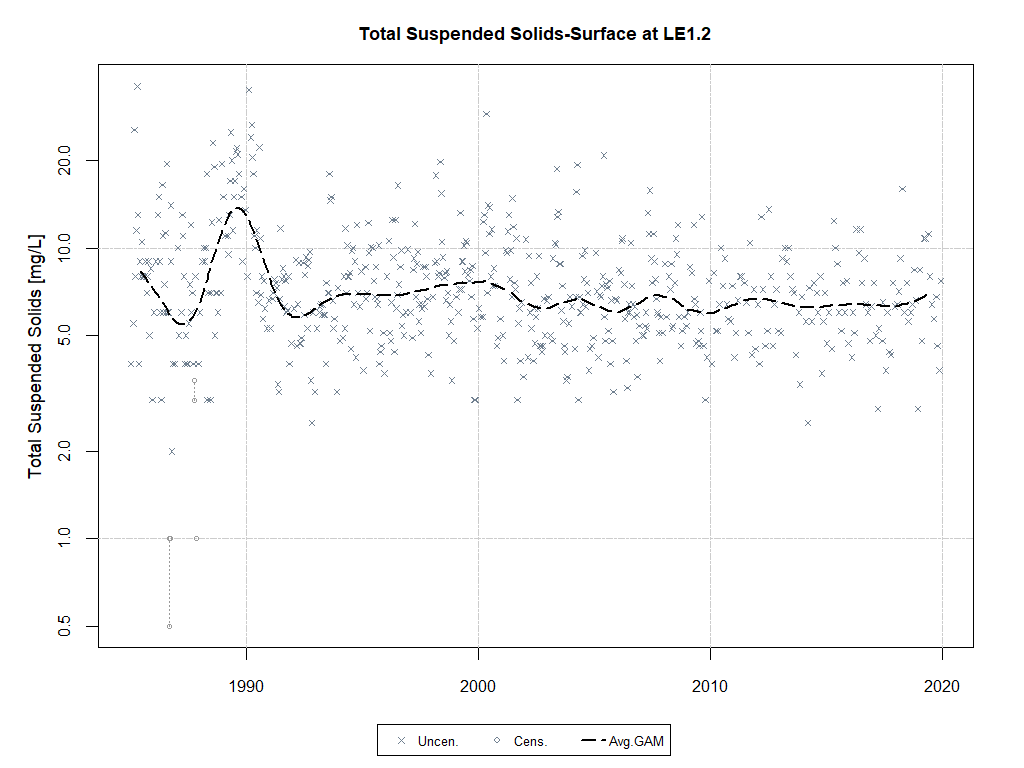 Total Suspended Solids-Surface at LE1.2
Total Suspended Solids [mg/L]
20.0
10.0
5.0
2.0
1.0
0.5
1990 2000 2010 2020
Uncen. Cens. Avg.GAM